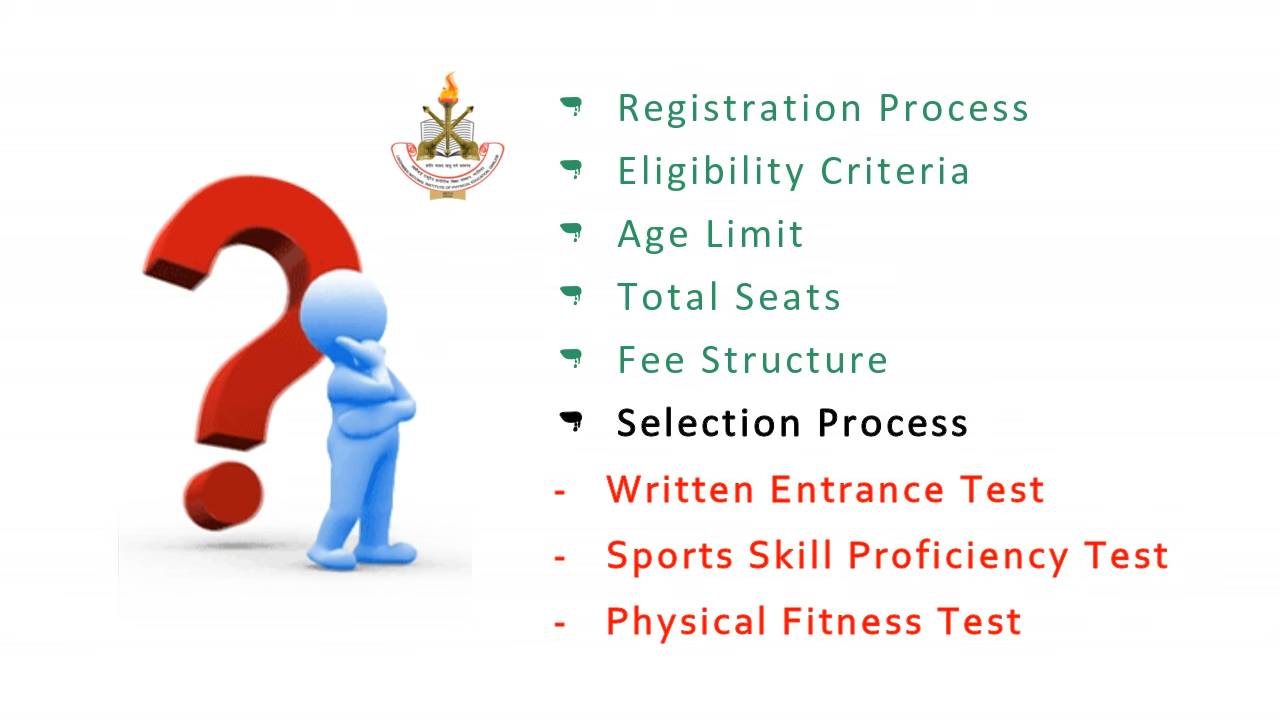 Registration Process
Eligibility Criteria
Age Limit
Total Seats
Fee Structure
Selection Process
- Written Entrance Test
- Sports Skill Proficiency Test
- Physical Fitness Test